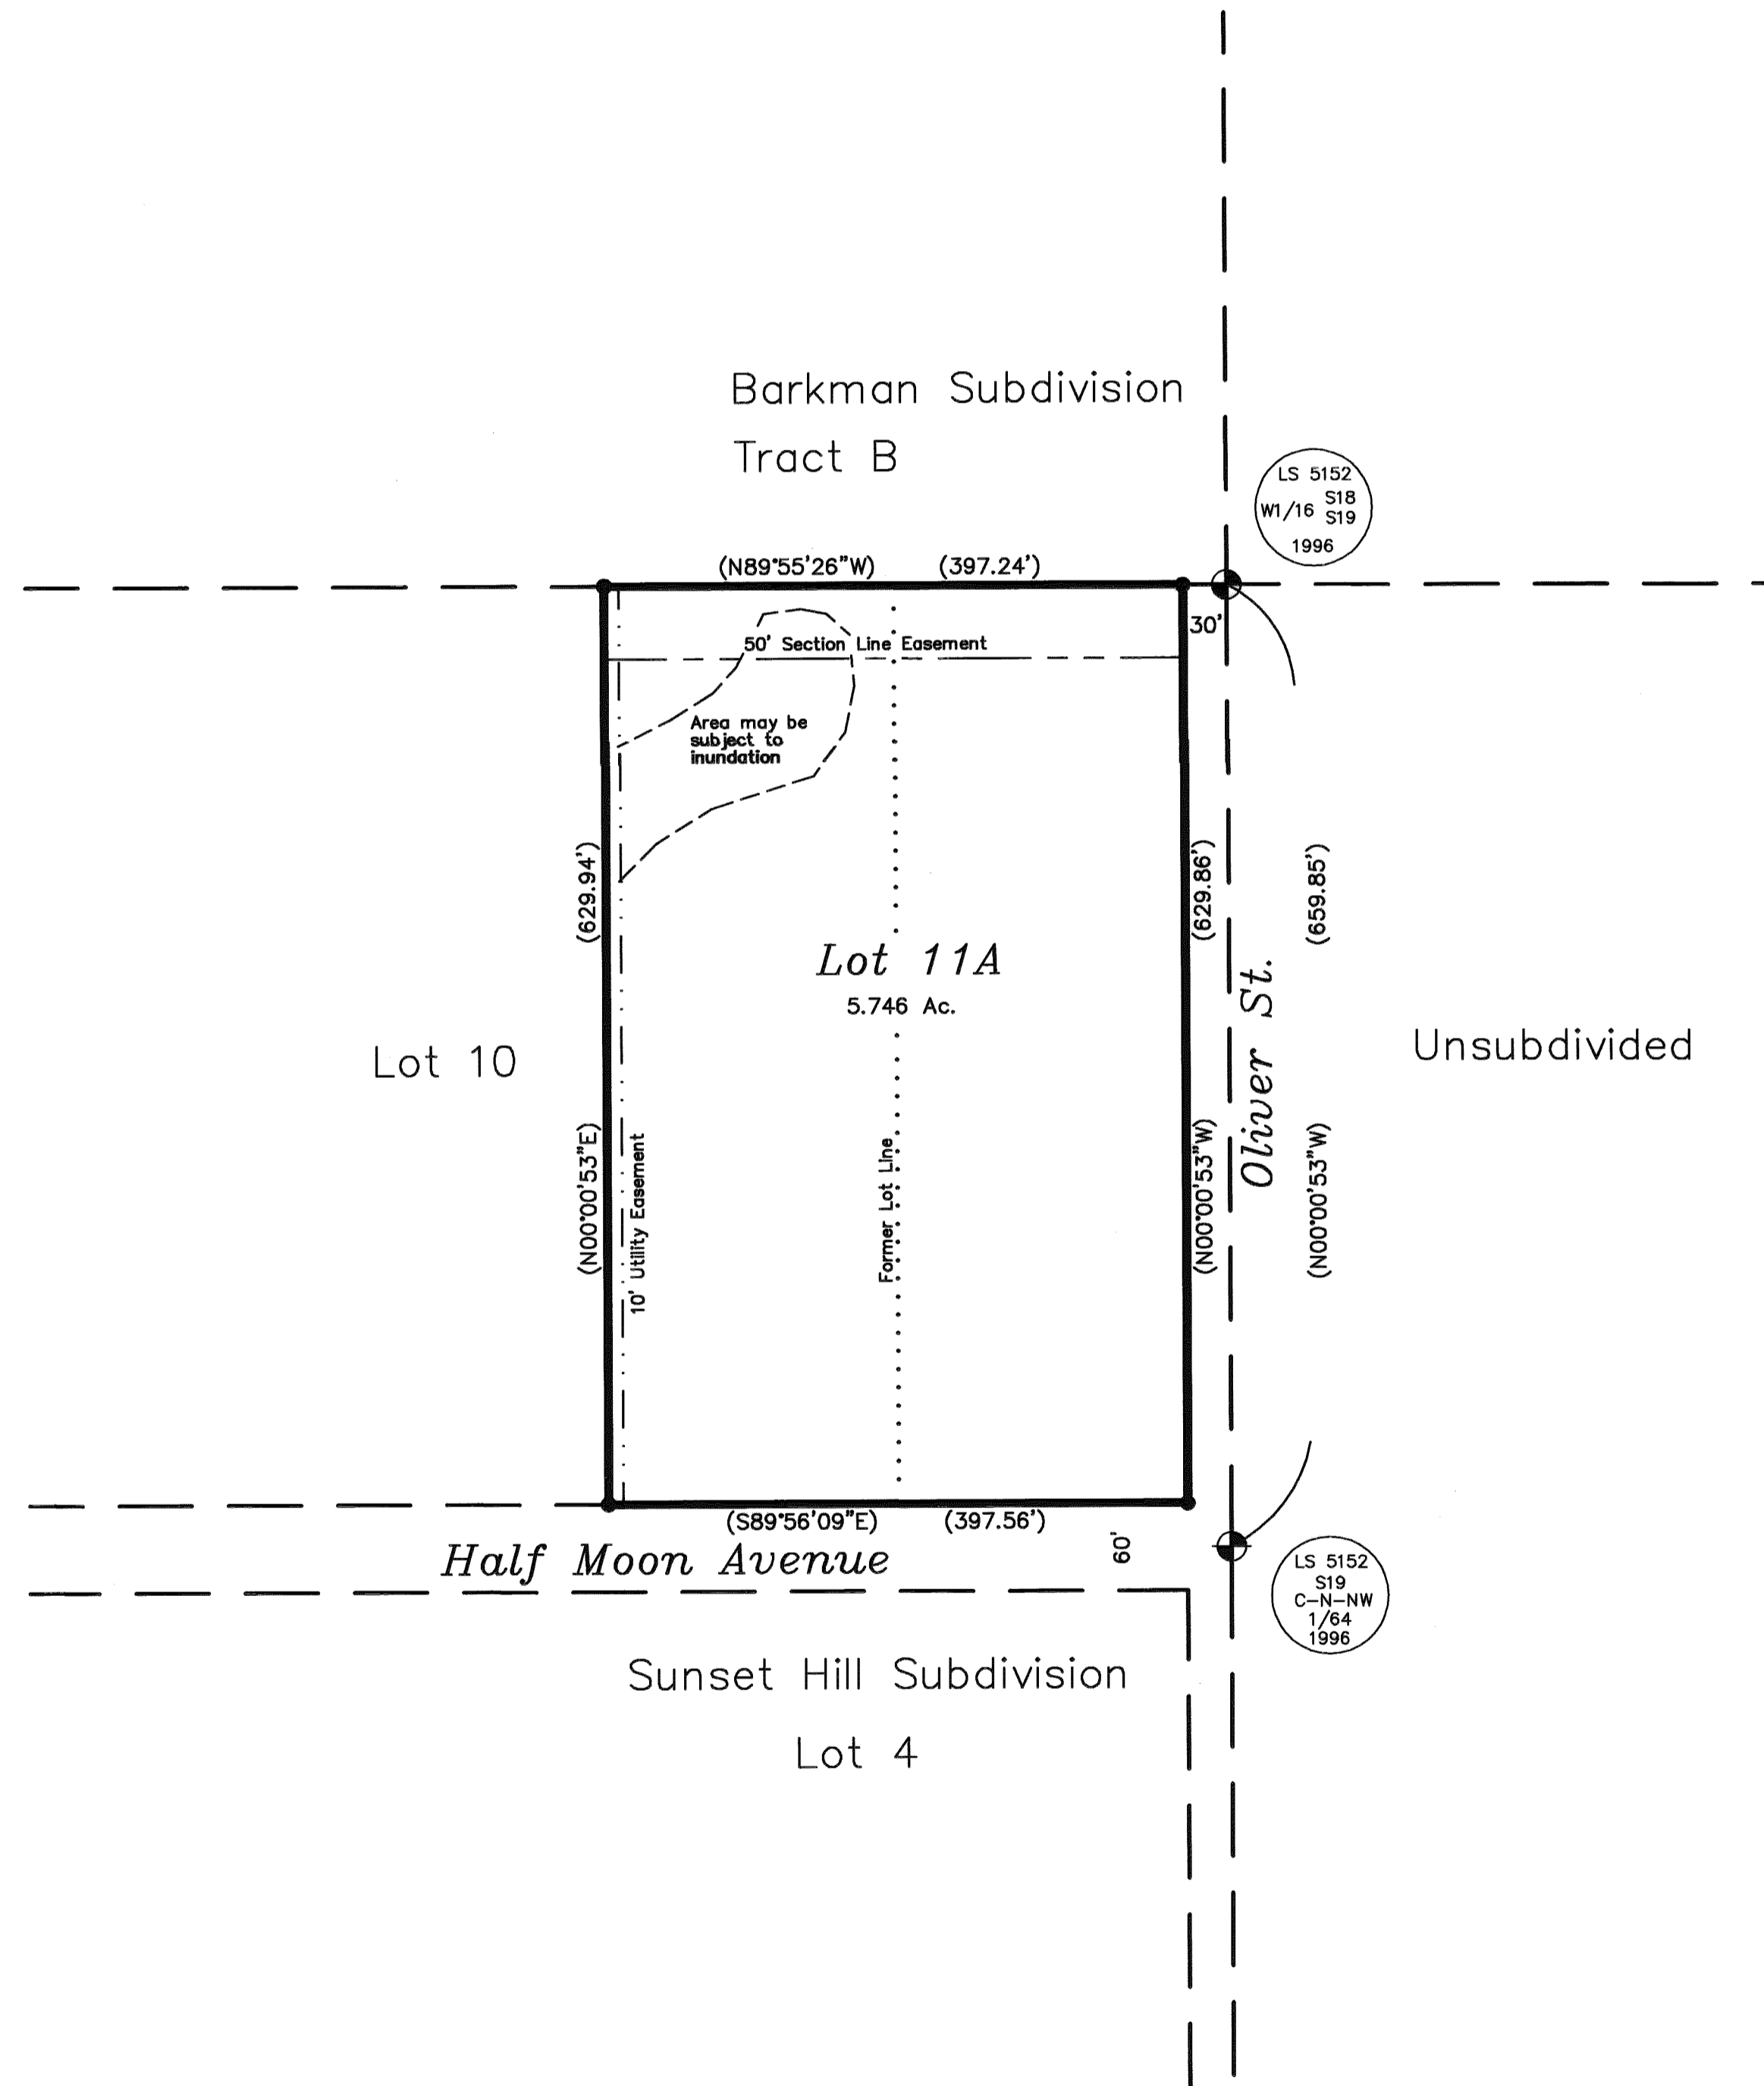 Barkman Subdivision
Tract B
LS 5152
W1/16 S18
S19
1996
(N89°55'26"W) (397.24')
30'
50' Section Line Easement
Area may be
subject to
inundation
(629.94')
(629.86')
(659.85')
Lot 11A
5.746 Ac.
Oliver St.
Lot 10
Unsubdivided
(N00°00'53"E)
10' Utility Easement
Former Lot Line
(N00°00'53"W)
(N00°00'53"W)
(S89°56'09"E) (397.56')
60'
Half Moon Avenue
LS 5152
S19
C-N-NW
1/64
1996
Sunset Hill Subdivision
Lot 4